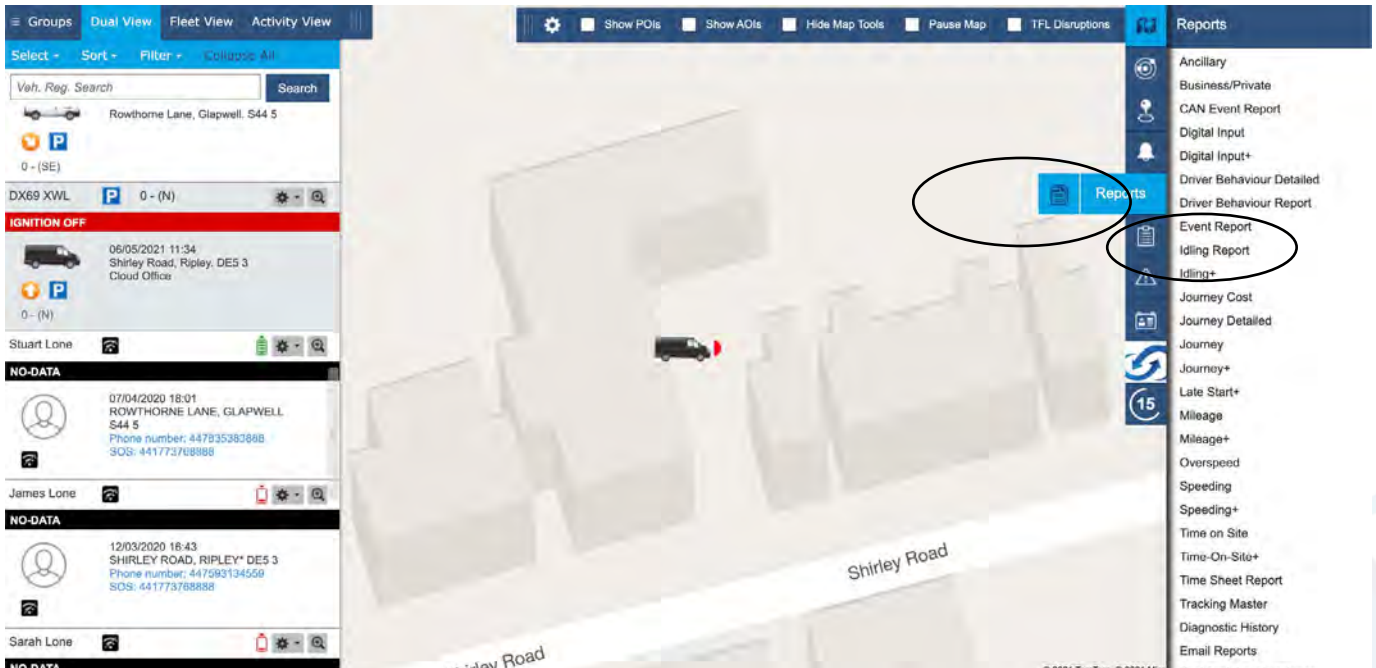 ≡ Groups
Dual View
Fleet View
Activity View
Select
Sort
Filter
Collapse All
Veh. Reg. Search
Search
Rowthorne Lane, Glapwell. S44 5
0 - (SE)
DX69 XWL
P
0 - (N)
IGNITION OFF
06/05/2021 11:34
Shirley Road, Ripley. DE5 3
Cloud Office
P
0 - (N)
Stuart Lone
NO-DATA
07/04/2020 18:01
ROWTHORNE LANE, GLAPWELL
S44 5
Phone number: 447835383868
SOS: 441773768888
James Lone
NO-DATA
12/03/2020 16:43
SHIRLEY ROAD, RIPLEY* DE5 3
Phone number: 447593134559
SOS: 441773768888
Sarah Lone
NO-DATA
Show POIs
Show AOIs
Hide Map Tools
Pause Map
TFL Disruptions
Shirley Road
Shirley Road
Reports
15
Reports
Ancillary
Business/Private
CAN Event Report
Digital Input
Digital Input+
Driver Behaviour Detailed
Driver Behaviour Report
Event Report
Idling Report
Idling+
Journey Cost
Journey Detailed
Journey
Journey+
Late Start+
Mileage
Mileage+
Overspeed
Speeding
Speeding+
Time on Site
Time-On-Site+
Time Sheet Report
Tracking Master
Diagnostic History
Email Reports